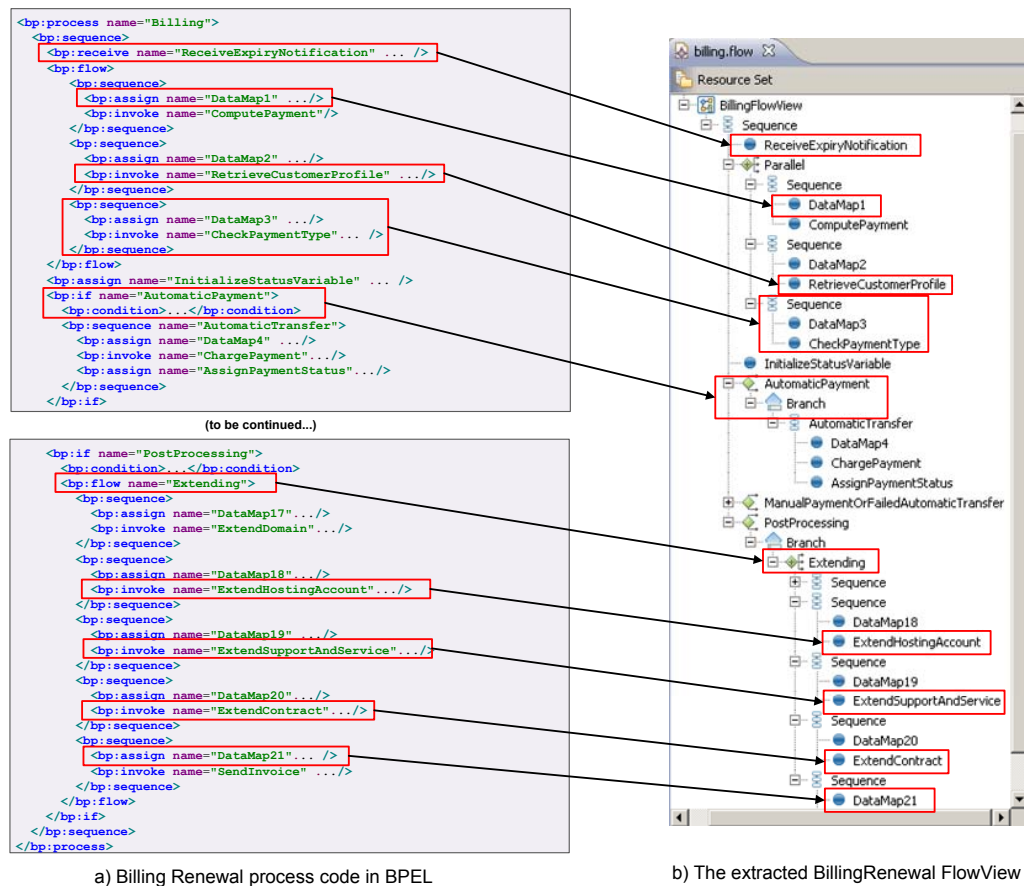 <bp:process name="Billing">
<bp:sequence>
<bp:receive name="ReceiveExpiryNotification" ... />
<bp:flow>
<bp:sequence>
<bp:assign name="DataMap1" .../>
<bp:invoke name="ComputePayment"/>
</bp:sequence>
<bp:sequence>
<bp:assign name="DataMap2" .../>
<bp:invoke name="RetrieveCustomerProfile" .../>
</bp:sequence>
<bp:sequence>
<bp:assign name="DataMap3" .../>
<bp:invoke name="CheckPaymentType"... />
</bp:sequence>
</bp:flow>
<bp:assign name="InitializeStatusVariable" ... />
<bp:if name="AutomaticPayment">
<bp:condition>...</bp:condition>
<bp:sequence name="AutomaticTransfer">
<bp:assign name="DataMap4" .../>
<bp:invoke name="ChargePayment".../>
<bp:assign name="AssignPaymentStatus".../>
</bp:sequence>
</bp:if>
(to be continued...)
<bp:if name="PostProcessing">
<bp:condition>...</bp:condition>
<bp:flow name="Extending">
<bp:sequence>
<bp:assign name="DataMap17".../>
<bp:invoke name="ExtendDomain".../>
</bp:sequence>
<bp:sequence>
<bp:assign name="DataMap18".../>
<bp:invoke name="ExtendHostingAccount".../>
</bp:sequence>
<bp:sequence>
<bp:assign name="DataMap19" .../>
<bp:invoke name="ExtendSupportAndService".../>
</bp:sequence>
<bp:sequence>
<bp:assign name="DataMap20".../>
<bp:invoke name="ExtendContract".../>
</bp:sequence>
<bp:sequence>
<bp:assign name="DataMap21"... />
<bp:invoke name="SendInvoice" .../>
</bp:sequence>
</bp:flow>
</bp:if>
</bp:sequence>
</bp:process>
a) Billing Renewal process code in BPEL
billing.flow
Resource Set
BillingFlowView
Sequence
ReceiveExpiryNotification
Parallel
Sequence
DataMap1
ComputePayment
Sequence
DataMap2
RetrieveCustomerProfile
Sequence
DataMap3
CheckPaymentType
InitializeStatusVariable
AutomaticPayment
Branch
AutomaticTransfer
DataMap4
ChargePayment
AssignPaymentStatus
ManualPaymentOrFailedAutomaticTransfer
PostProcessing
Branch
Extending
Sequence
Sequence
DataMap18
ExtendHostingAccount
Sequence
DataMap19
ExtendSupportAndService
Sequence
DataMap20
ExtendContract
Sequence
DataMap21
b) The extracted BillingRenewal FlowView